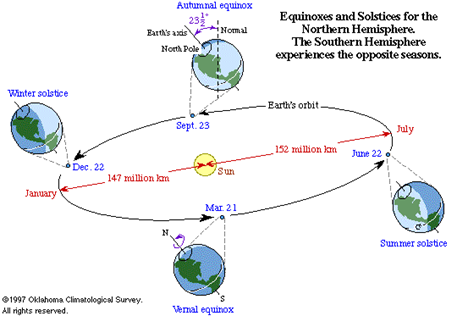 Autumnal equinox
23 1/2°
Earth's axis
Normal
North Pole
Equinoxes and Solstices for the
Northern Hemisphere.
The Southern Hemisphere
experiences the opposite seasons.
Winter solstice
Earth's orbit
Sept. 23
July
152 million km
June 22
Dec. 22
Sun
147 million km
January
Mar. 21
N
S
Summer solstice
Vernal equinox
©1997 Oklahoma Climatological Survey.
All rights reserved.